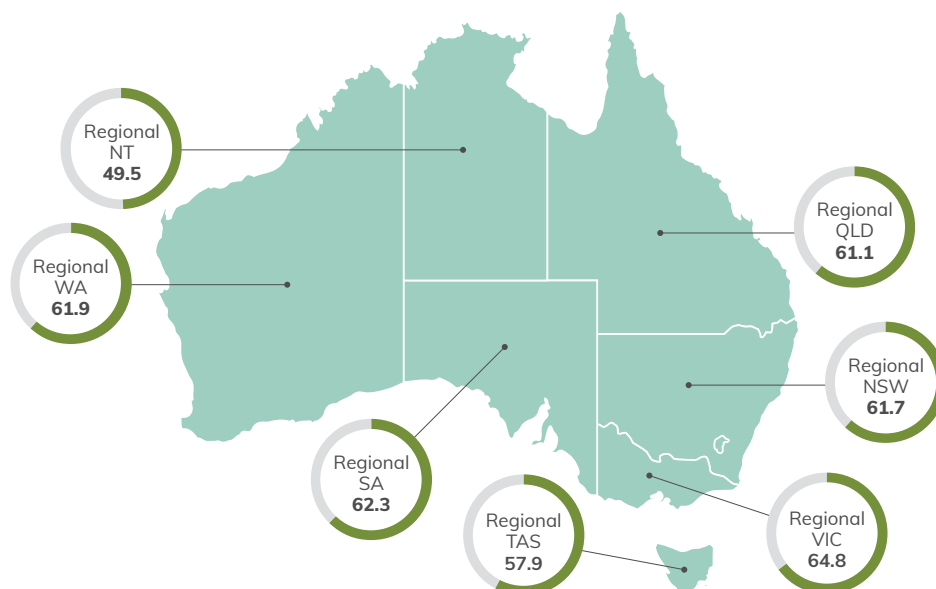 Regional
NT
49.5
Regional
QLD
61.1
Regional
WA
61.9
Regional
NSW
61.7
Regional
SA
62.3
Regional
TAS
57.9
Regional
VIC
64.8